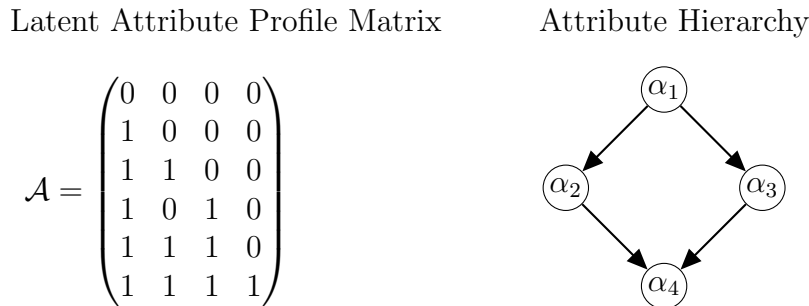 Latent Attribute Profile Matrix
Attribute Hierarchy
𝒜 =
0 0 0 0
1 0 0 0
1 1 0 0
1 0 1 0
1 1 1 0
1 1 1 1
α₁
α₂ α₃
α₄